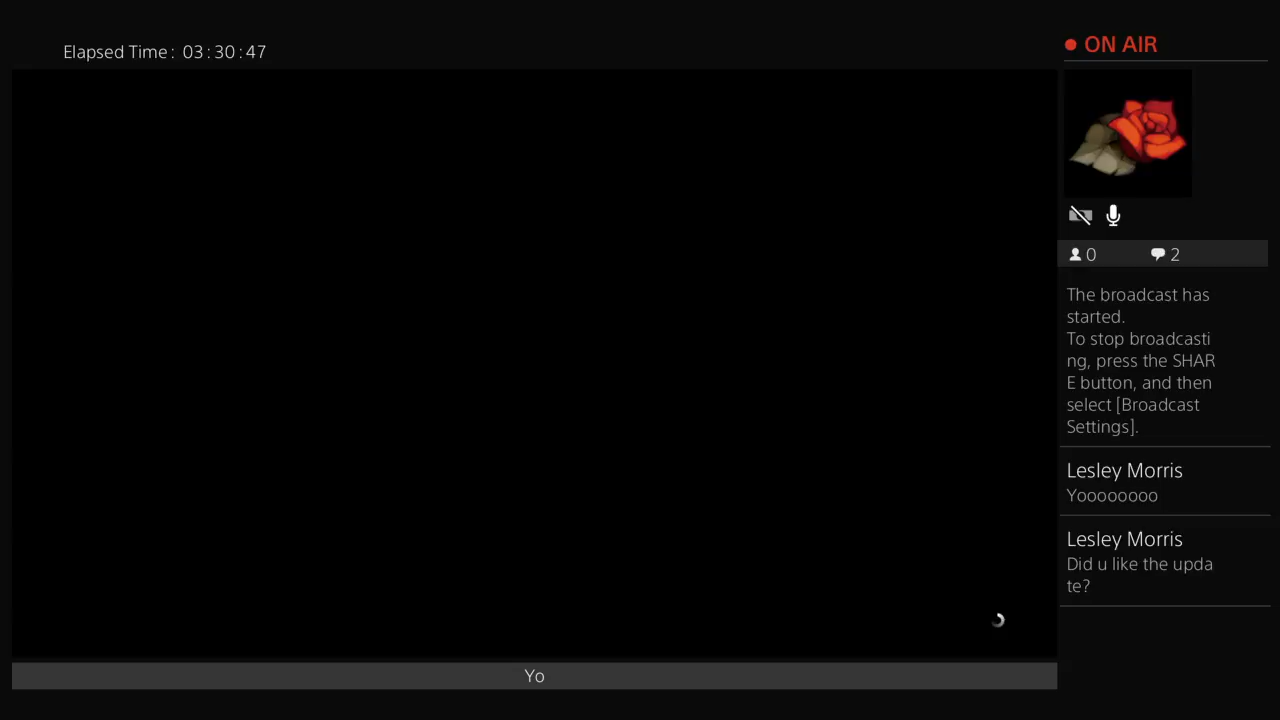 Elapsed Time: 03:30:47
ON AIR
0 2
The broadcast has
started.
To stop broadcasti
ng, press the SHAR
E button, and then
select [Broadcast
Settings].
Lesley Morris
Yoooooooo
Lesley Morris
Did u like the upda
te?
Yo